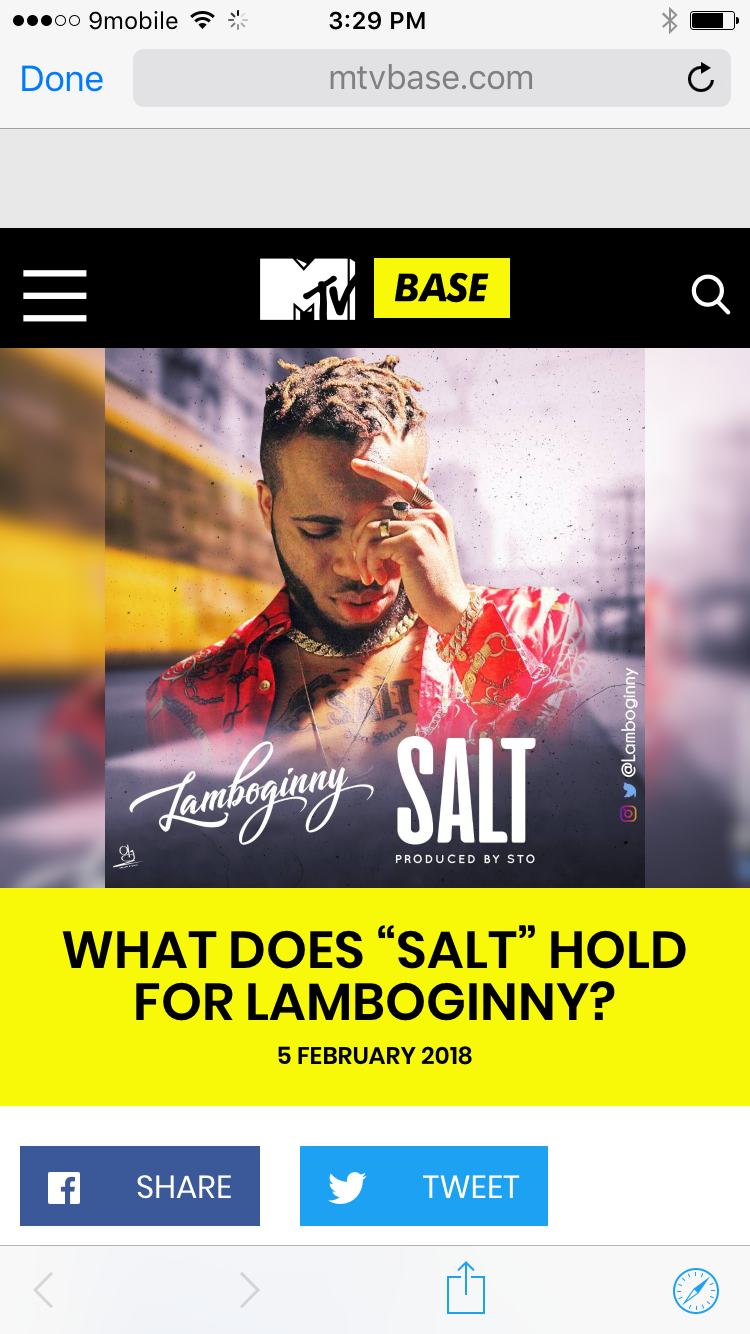 9mobile 3:29 PM
Done mtvbase.com
MTV BASE
SALT
@Lamboginny
Lamboginny SALT
PRODUCED BY STO
WHAT DOES “SALT” HOLD
FOR LAMBOGINNY?
5 FEBRUARY 2018
SHARE TWEET